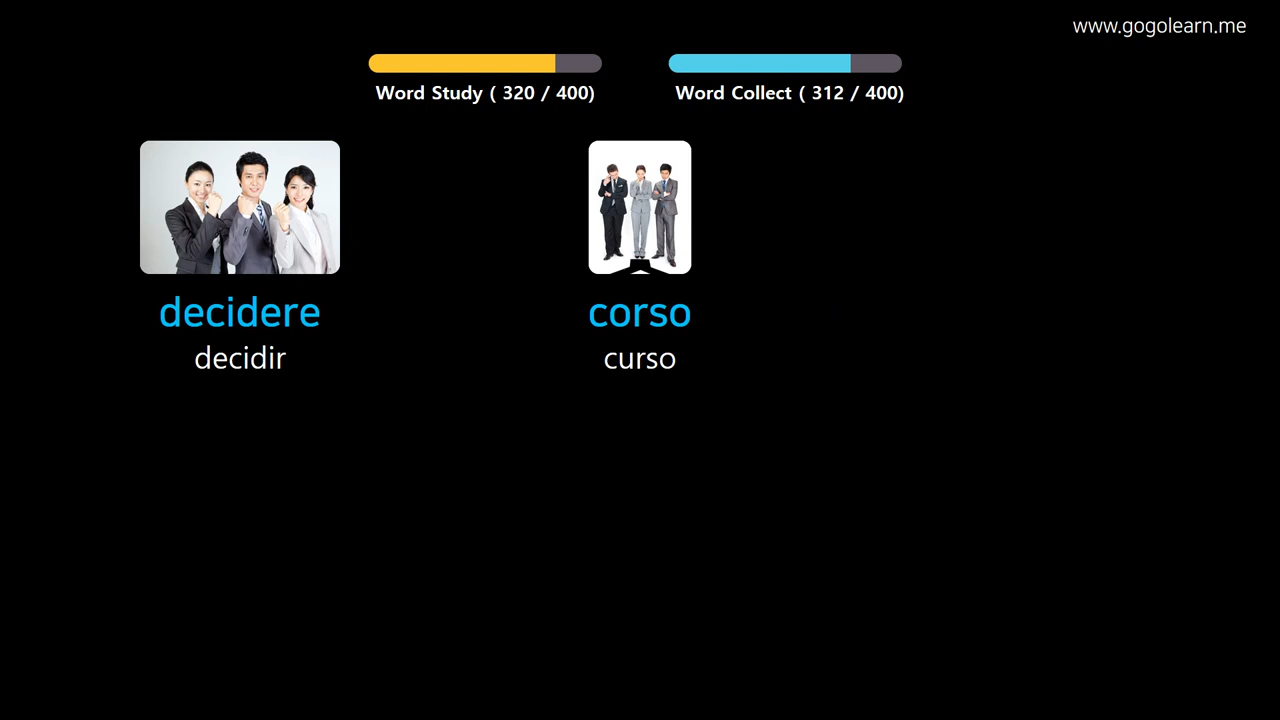 www.gogolearn.me
Word Study ( 320 / 400)
Word Collect ( 312 / 400)
decidere
decidir
corso
curso